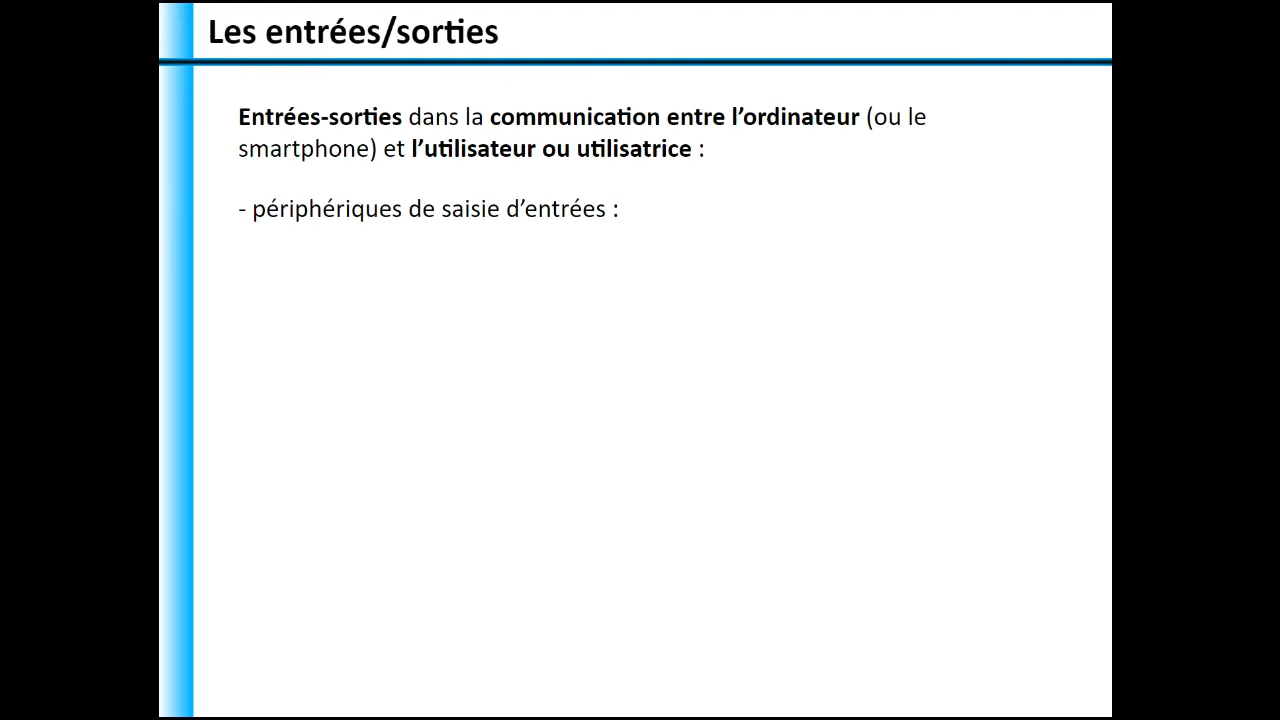 Les entrées/sorties
Entrées-sorties dans la communication entre l’ordinateur (ou le
smartphone) et l’utilisateur ou utilisatrice :
- périphériques de saisie d’entrées :